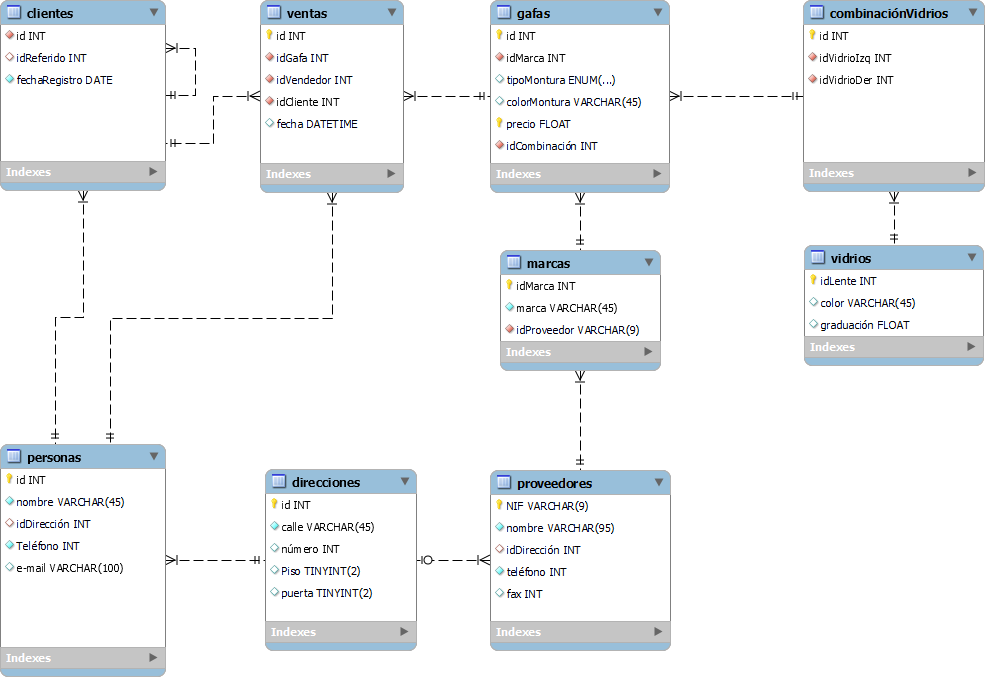 clientes
id INT
idReferido INT
fechaRegistro DATE
Indexes
ventas
id INT
idGafa INT
idVendedor INT
idCliente INT
fecha DATETIME
Indexes
gafas
id INT
idMarca INT
tipoMontura ENUM(...)
colorMontura VARCHAR(45)
precio FLOAT
idCombinación INT
Indexes
combinaciónVidrios
id INT
idVidrioIzq INT
idVidrioDer INT
Indexes
marcas
idMarca INT
marca VARCHAR(45)
idProveedor VARCHAR(9)
Indexes
vidrios
idLente INT
color VARCHAR(45)
graduación FLOAT
Indexes
personas
id INT
nombre VARCHAR(45)
idDirección INT
Teléfono INT
e-mail VARCHAR(100)
Indexes
direcciones
id INT
calle VARCHAR(45)
número INT
Piso TINYINT(2)
puerta TINYINT(2)
Indexes
proveedores
NIF VARCHAR(9)
nombre VARCHAR(95)
idDirección INT
teléfono INT
fax INT
Indexes